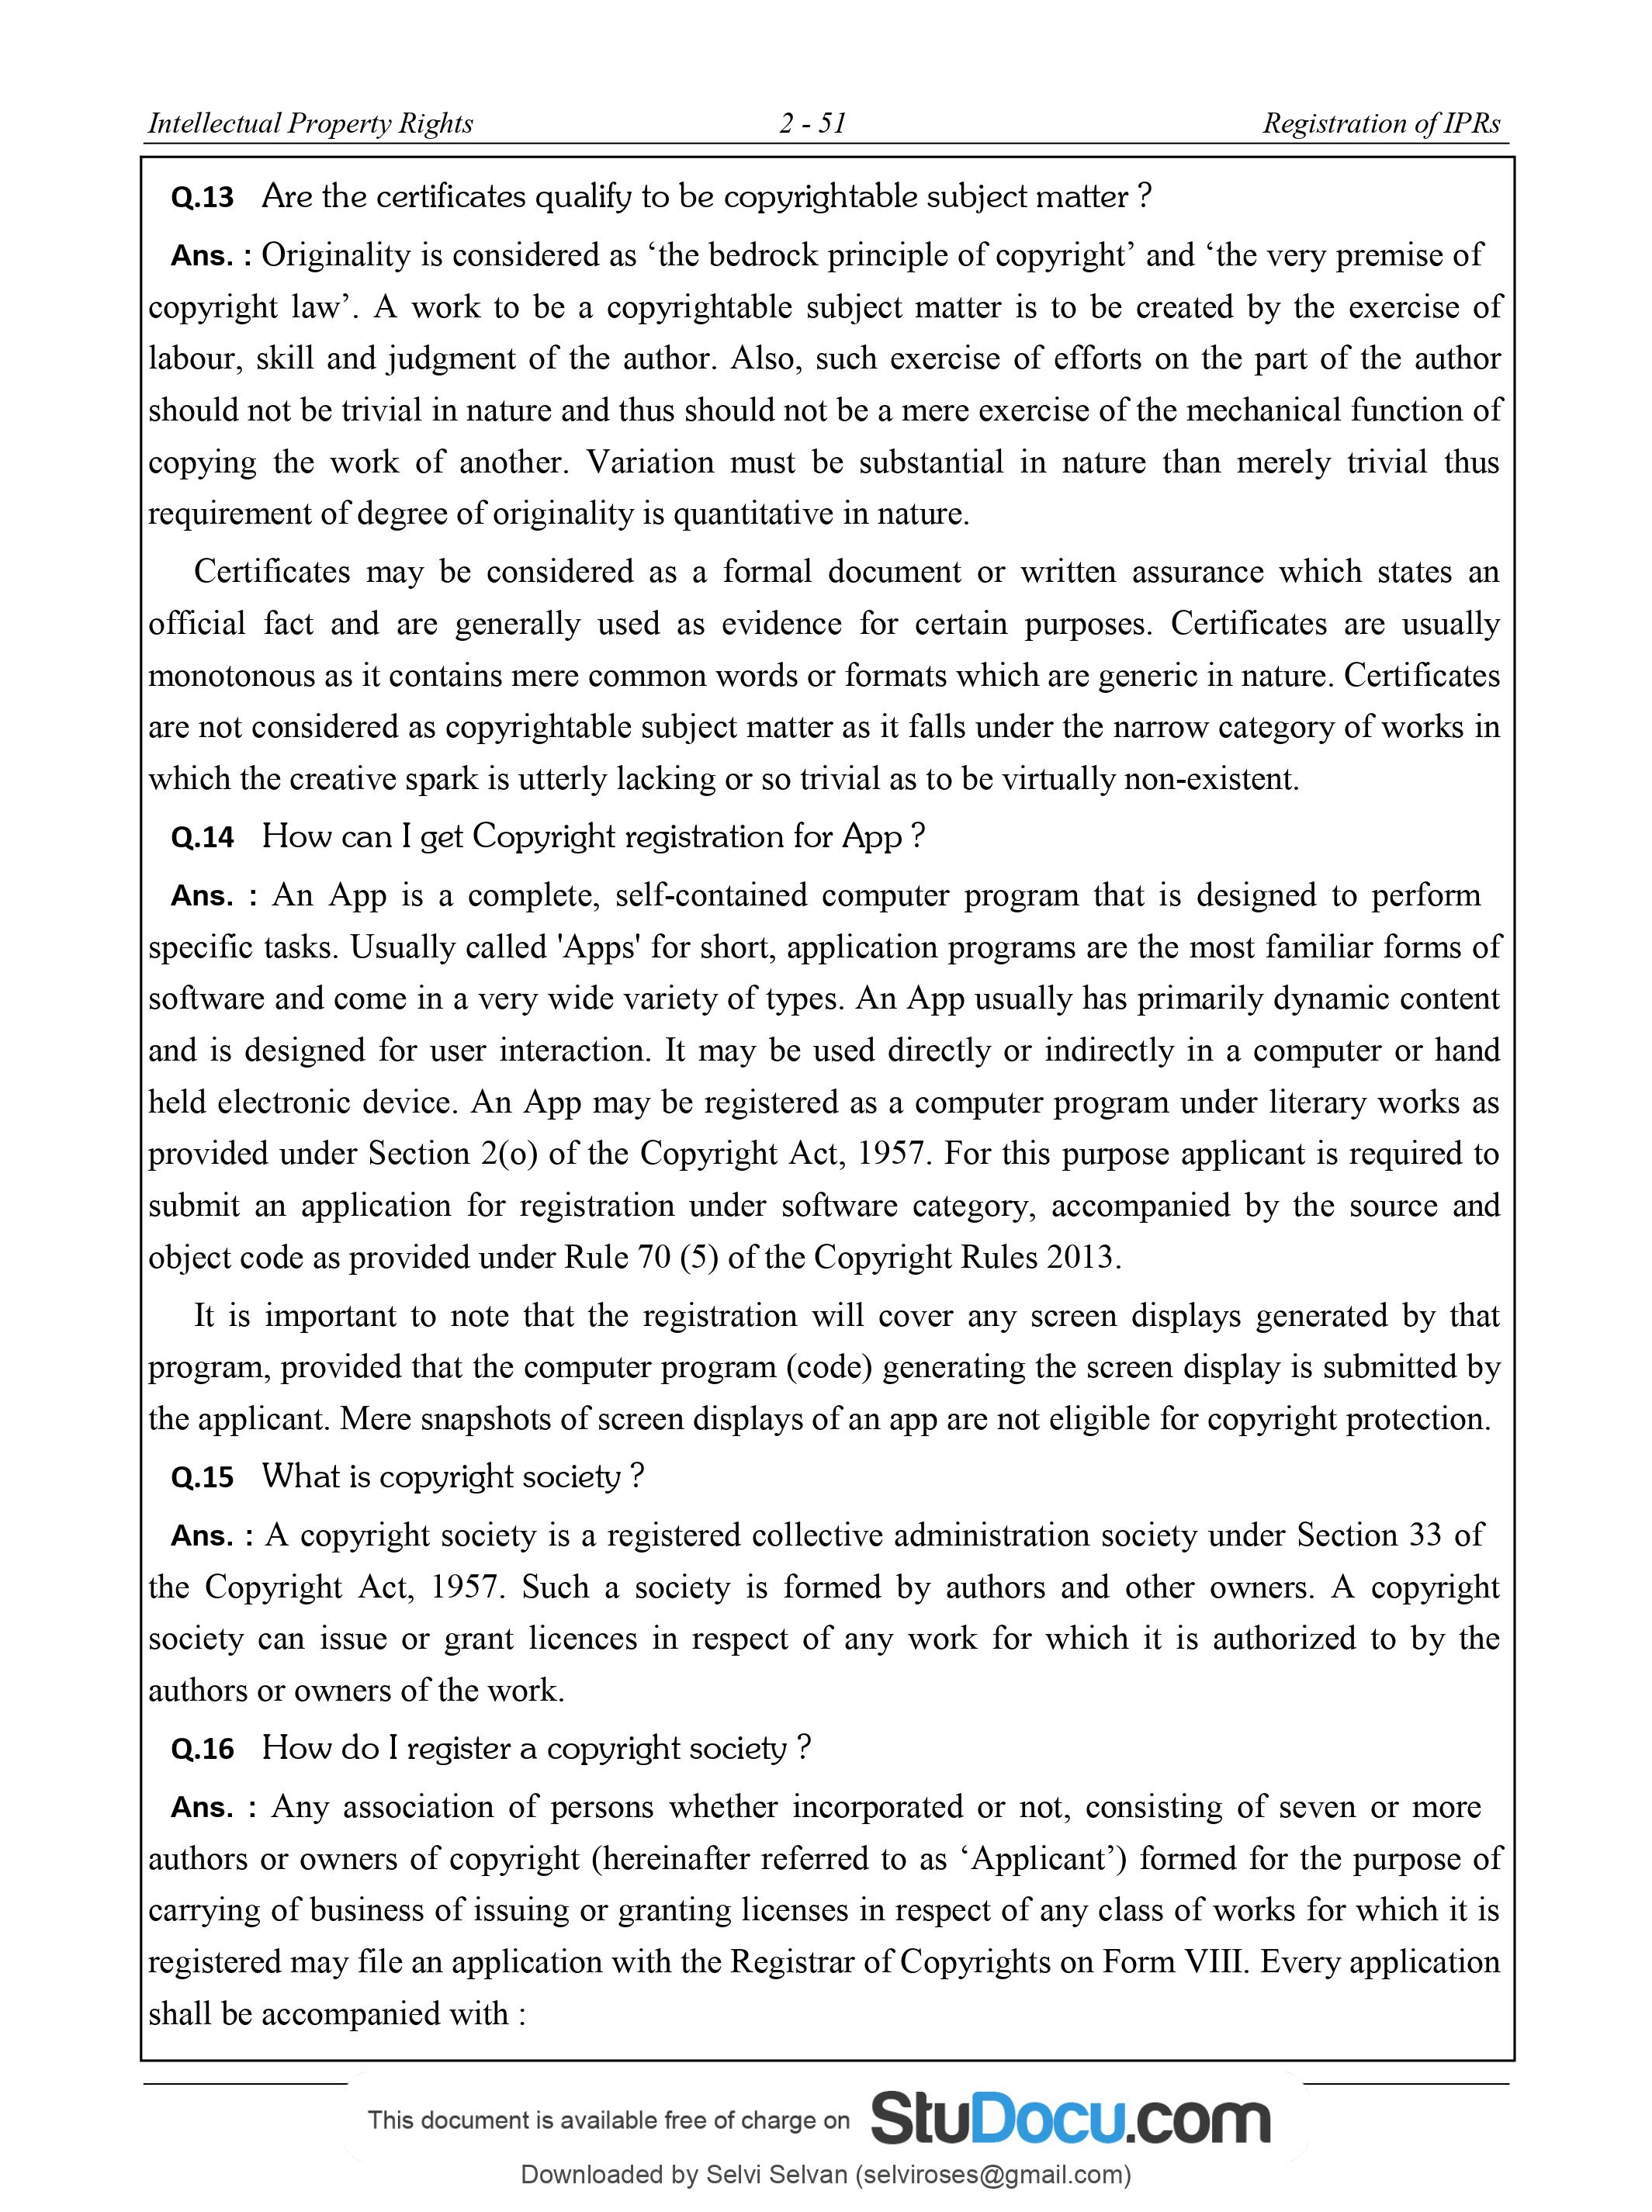 Intellectual Property Rights 2 - 51 Registration of IPRs
Q.13 Are the certificates qualify to be copyrightable subject matter ?
Ans. : Originality is considered as ‘the bedrock principle of copyright’ and ‘the very premise of
copyright law’. A work to be a copyrightable subject matter is to be created by the exercise of
labour, skill and judgment of the author. Also, such exercise of efforts on the part of the author
should not be trivial in nature and thus should not be a mere exercise of the mechanical function of
copying the work of another. Variation must be substantial in nature than merely trivial thus
requirement of degree of originality is quantitative in nature.
Certificates may be considered as a formal document or written assurance which states an
official fact and are generally used as evidence for certain purposes. Certificates are usually
monotonous as it contains mere common words or formats which are generic in nature. Certificates
are not considered as copyrightable subject matter as it falls under the narrow category of works in
which the creative spark is utterly lacking or so trivial as to be virtually non-existent.
Q.14 How can I get Copyright registration for App ?
Ans. : An App is a complete, self-contained computer program that is designed to perform
specific tasks. Usually called 'Apps' for short, application programs are the most familiar forms of
software and come in a very wide variety of types. An App usually has primarily dynamic content
and is designed for user interaction. It may be used directly or indirectly in a computer or hand
held electronic device. An App may be registered as a computer program under literary works as
provided under Section 2(o) of the Copyright Act, 1957. For this purpose applicant is required to
submit an application for registration under software category, accompanied by the source and
object code as provided under Rule 70 (5) of the Copyright Rules 2013.
It is important to note that the registration will cover any screen displays generated by that
program, provided that the computer program (code) generating the screen display is submitted by
the applicant. Mere snapshots of screen displays of an app are not eligible for copyright protection.
Q.15 What is copyright society ?
Ans. : A copyright society is a registered collective administration society under Section 33 of
the Copyright Act, 1957. Such a society is formed by authors and other owners. A copyright
society can issue or grant licences in respect of any work for which it is authorized to by the
authors or owners of the work.
Q.16 How do I register a copyright society ?
Ans. : Any association of persons whether incorporated or not, consisting of seven or more
authors or owners of copyright (hereinafter referred to as ‘Applicant’) formed for the purpose of
carrying of business of issuing or granting licenses in respect of any class of works for which it is
registered may file an application with the Registrar of Copyrights on Form VIII. Every application
shall be accompanied with :
This document is available free of charge on StuDocu.com
Downloaded by Selvi Selvan (selviroses@gmail.com)